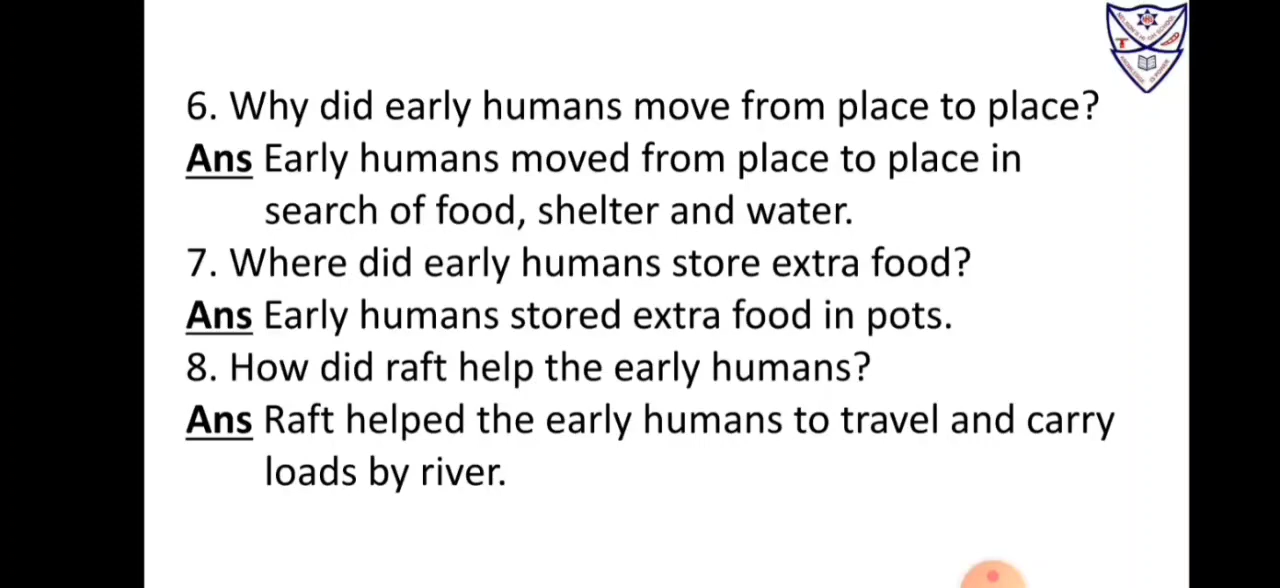 6. Why did early humans move from place to place?
Ans Early humans moved from place to place in
search of food, shelter and water.
7. Where did early humans store extra food?
Ans Early humans stored extra food in pots.
8. How did raft help the early humans?
Ans Raft helped the early humans to travel and carry
loads by river.